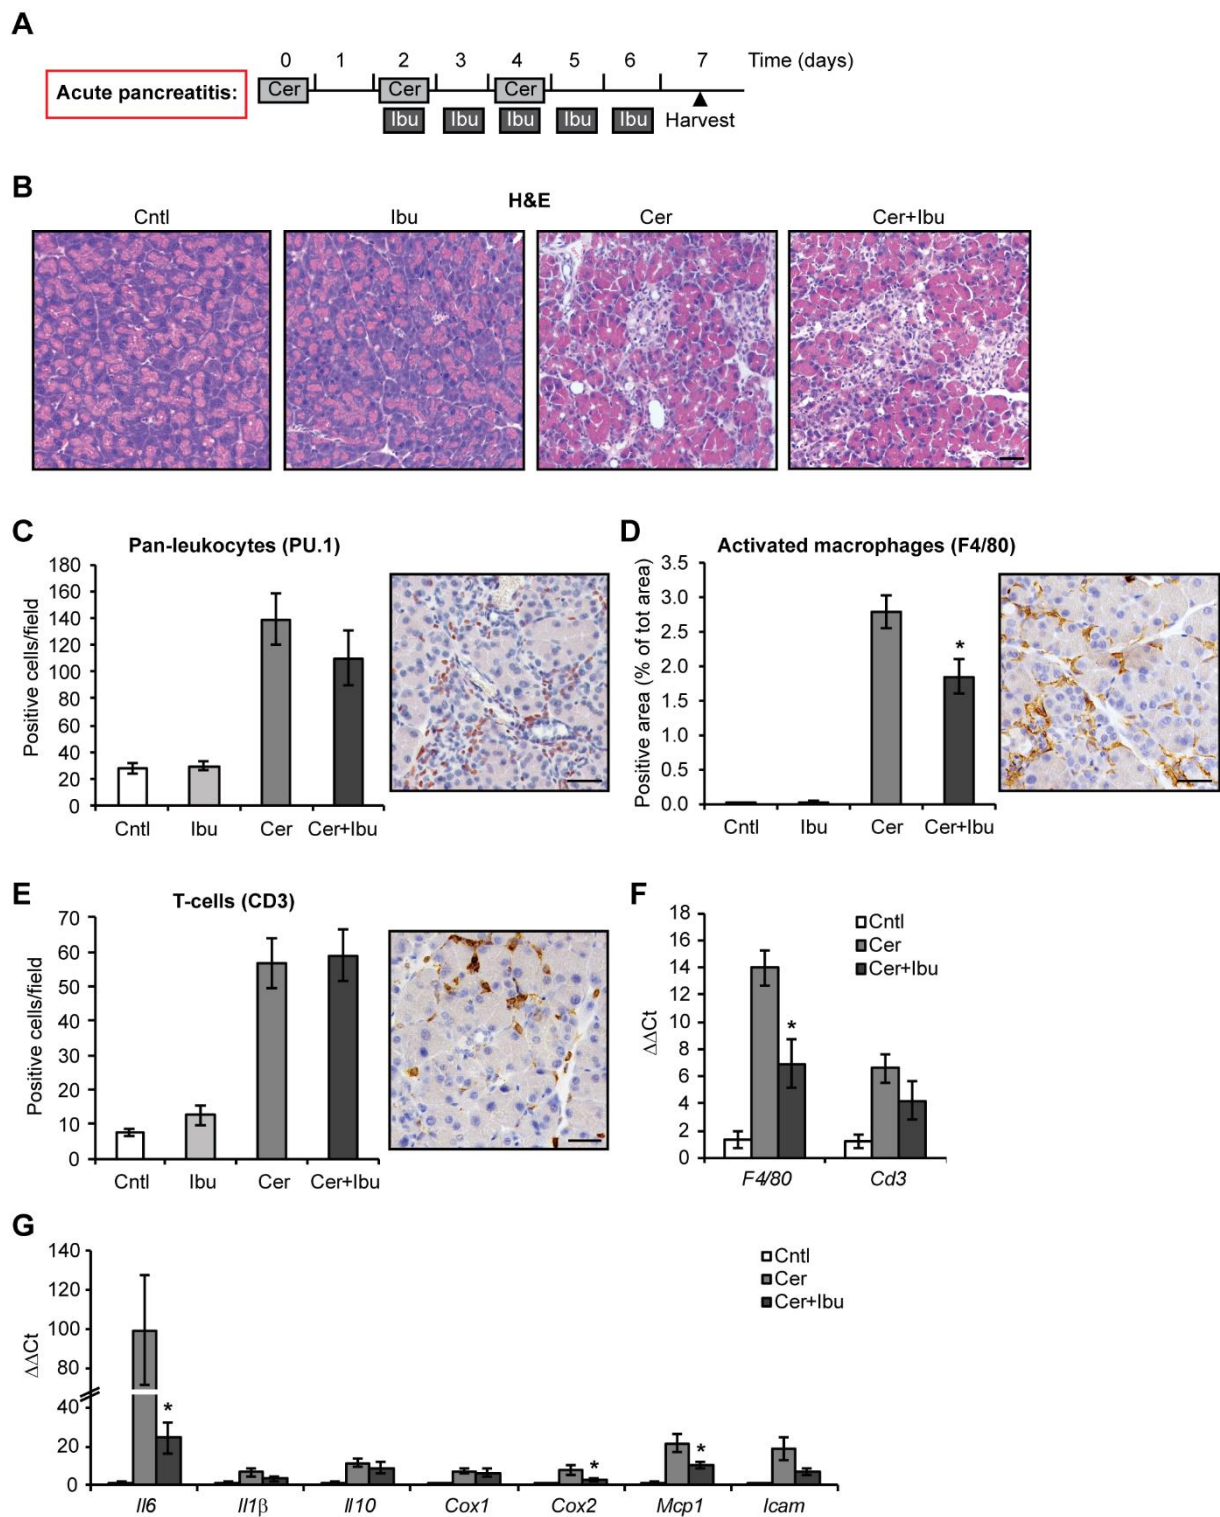 A
0 1 2 3 4 5 6 7 Time (days)
Acute pancreatitis: Cer Cer Cer
Ibu Ibu Ibu Ibu Ibu Harvest
B
H&E
Cntl Ibu Cer Cer+Ibu
C
Pan-leukocytes (PU.1)
Positive cells/field
180
160
140
120
100
80
60
40
20
0
Cntl Ibu Cer Cer+Ibu
D
Activated macrophages (F4/80)
Positive area (% of tot area)
3.5
3.0
2.5
2.0
1.5
1.0
0.5
0.0
*
Cntl Ibu Cer Cer+Ibu
E
T-cells (CD3)
Positive cells/field
70
60
50
40
30
20
10
0
Cntl Ibu Cer Cer+Ibu
F
ΔΔCt
18
16
14
12
10
8
6
4
2
0
Cntl
Cer
Cer+Ibu
*
F4/80 Cd3
G
ΔΔCt
140
120
100
80
40
20
0
Cntl
Cer
Cer+Ibu
* * *
Il6 Il1β Il10 Cox1 Cox2 Mcp1 Icam